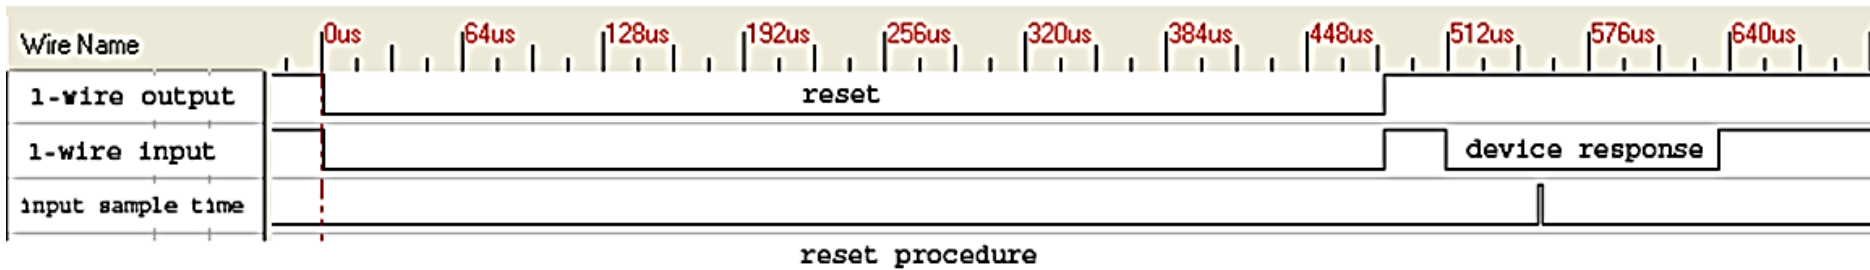 Wire Name 0us 64us 128us 192us 256us 320us 384us 448us 512us 576us 640us
1-wire output reset
1-wire input device response
input sample time
reset procedure